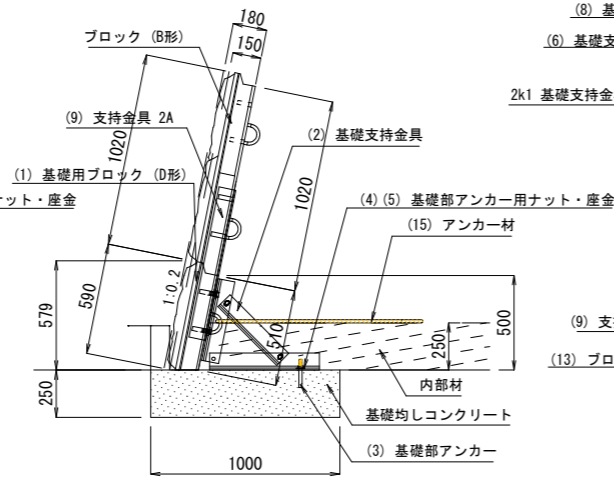 180
150
ブロック (B形)
(8) 基
(6) 基礎支
2k1 基礎支持金
(9) 支持金具 2A
(2) 基礎支持金具
1020
1020
(1) 基礎用ブロック (D形)
ット・座金
(4)(5) 基礎部アンカー用ナット・座金
(15) アンカー材
590
1:0.2
579
510
500
250
(9) 支
(13) ブロ
250
内部材
基礎均しコンクリート
(3) 基礎部アンカー
1000